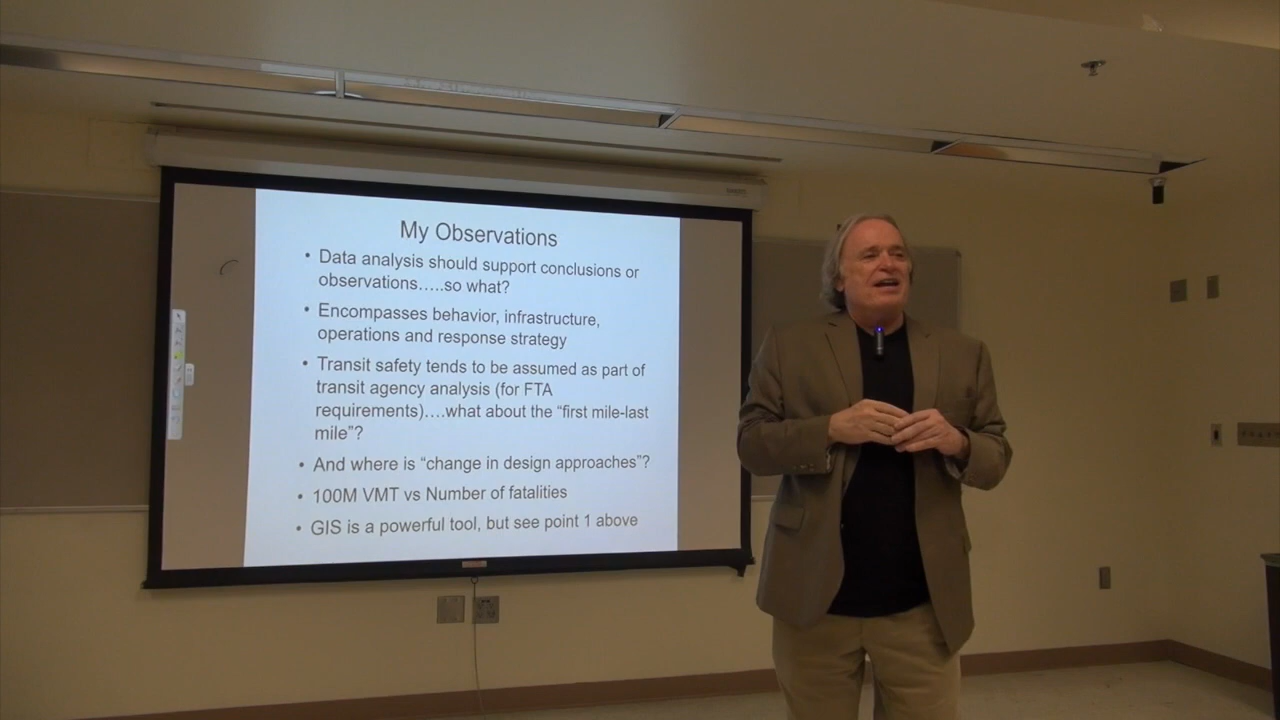 My Observations
• Data analysis should support conclusions or
observations…..so what?
• Encompasses behavior, infrastructure,
operations and response strategy
• Transit safety tends to be assumed as part of
transit agency analysis (for FTA
requirements)….what about the “first mile-last
mile”?
• And where is “change in design approaches”?
• 100M VMT vs Number of fatalities
• GIS is a powerful tool, but see point 1 above